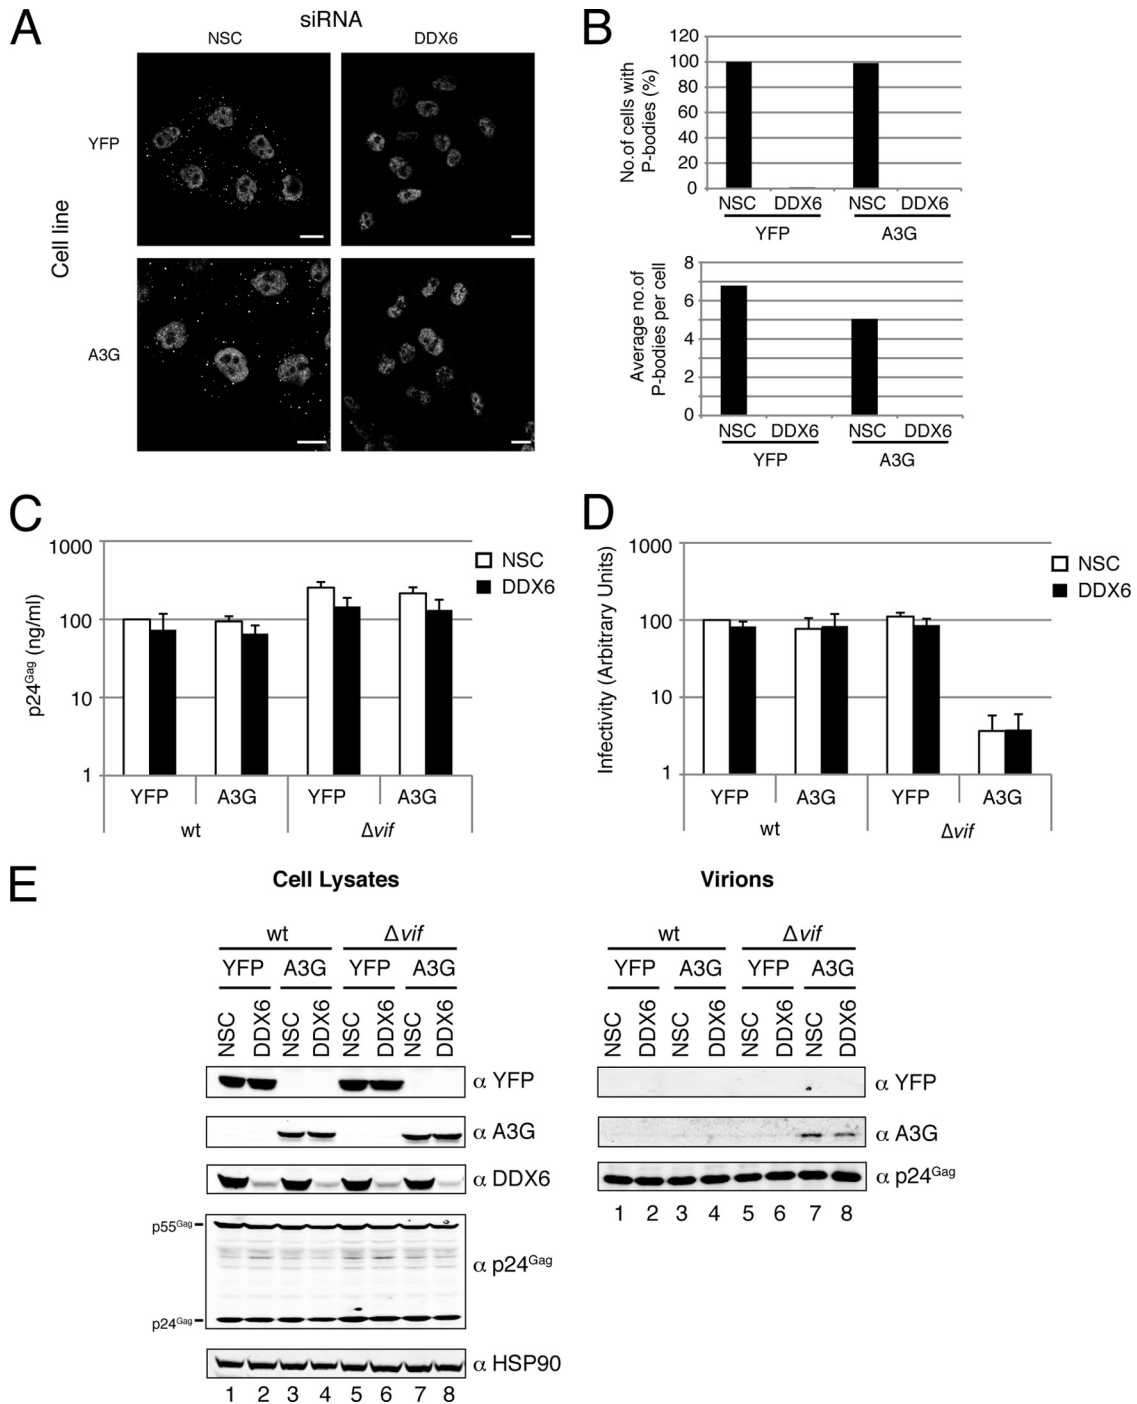 A
siRNA
NSC DDX6
Cell line
YFP
A3G
B
No.of cells with
P-bodies (%)
120
100
80
60
40
20
0
NSC DDX6 NSC DDX6
YFP A3G
Average no.of
P-bodies per cell
8
6
4
2
0
NSC DDX6 NSC DDX6
YFP A3G
C
p24Gag (ng/ml)
1000
100
10
1
NSC
DDX6
YFP A3G YFP A3G
wt Δvif
D
Infectivity (Arbitrary Units)
1000
100
10
1
NSC
DDX6
YFP A3G YFP A3G
wt Δvif
E
Cell Lysates
wt Δvif
YFP A3G YFP A3G
NSC DDX6 NSC DDX6 NSC DDX6 NSC DDX6
α YFP
α A3G
α DDX6
p55Gag
α p24Gag
p24Gag
α HSP90
1 2 3 4 5 6 7 8
Virions
wt Δvif
YFP A3G YFP A3G
NSC DDX6 NSC DDX6 NSC DDX6 NSC DDX6
α YFP
α A3G
α p24Gag
1 2 3 4 5 6 7 8